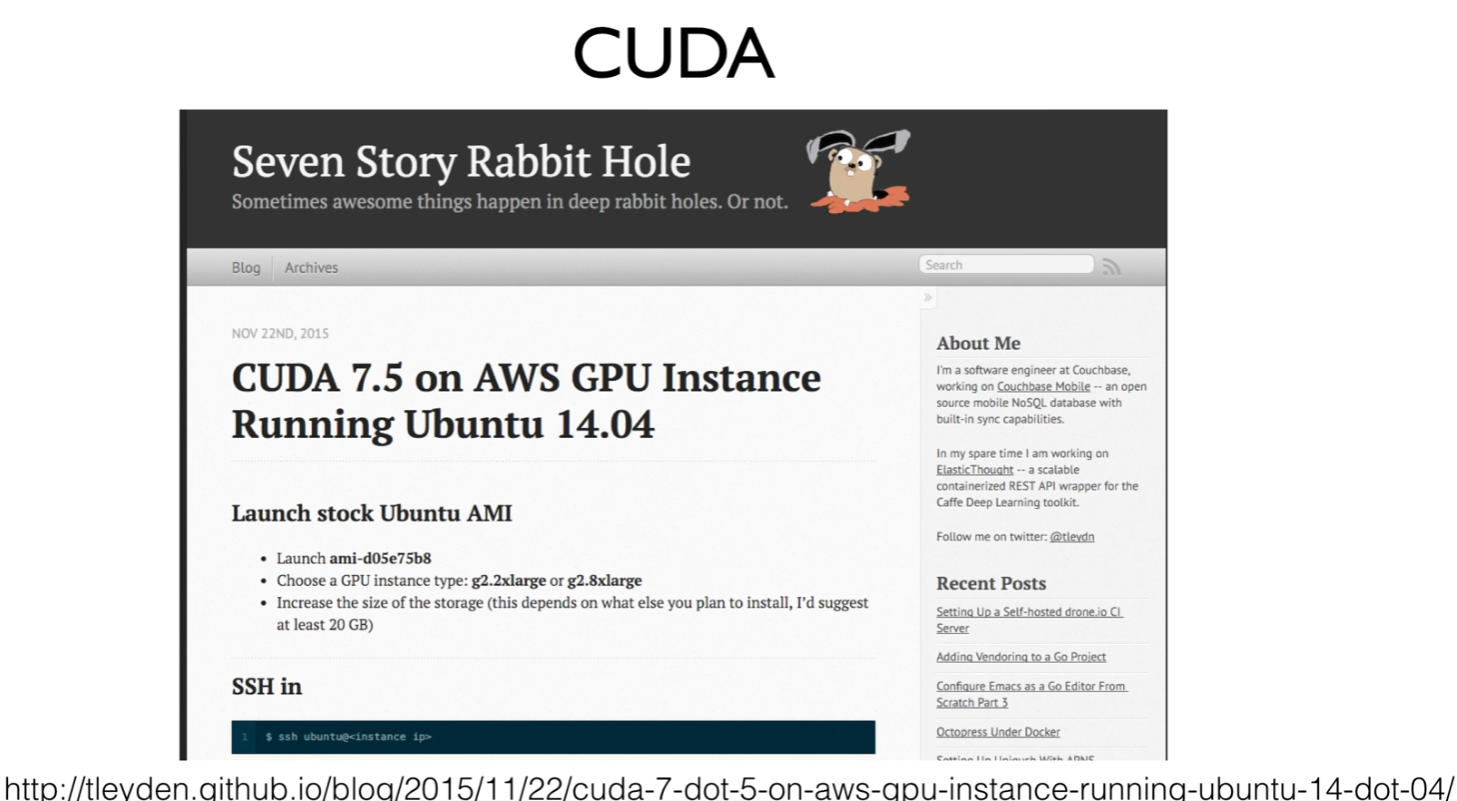 CUDA
Seven Story Rabbit Hole
Sometimes awesome things happen in deep rabbit holes. Or not.
Blog
Archives
Search
»
NOV 22ND, 2015
CUDA 7.5 on AWS GPU Instance
Running Ubuntu 14.04
Launch stock Ubuntu AMI
• Launch ami-d05e75b8
• Choose a GPU instance type: g2.2xlarge or g2.8xlarge
• Increase the size of the storage (this depends on what else you plan to install, I'd suggest
at least 20 GB)
SSH in
1 $ ssh ubuntu@<instance ip>
About Me
I'm a software engineer at Couchbase,
working on Couchbase Mobile -- an open
source mobile NoSQL database with
built-in sync capabilities.
In my spare time I am working on
ElasticThought -- a scalable
containerized REST API wrapper for the
Caffe Deep Learning toolkit.
Follow me on twitter: @tleydn
Recent Posts
Setting Up a Self-hosted drone.io CI
Server
Adding Vendoring to a Go Project
Configure Emacs as a Go Editor From
Scratch Part 3
Octopress Under Docker
Setting Up Uniqush With APNS
http://tleyden.github.io/blog/2015/11/22/cuda-7-dot-5-on-aws-gpu-instance-running-ubuntu-14-dot-04/